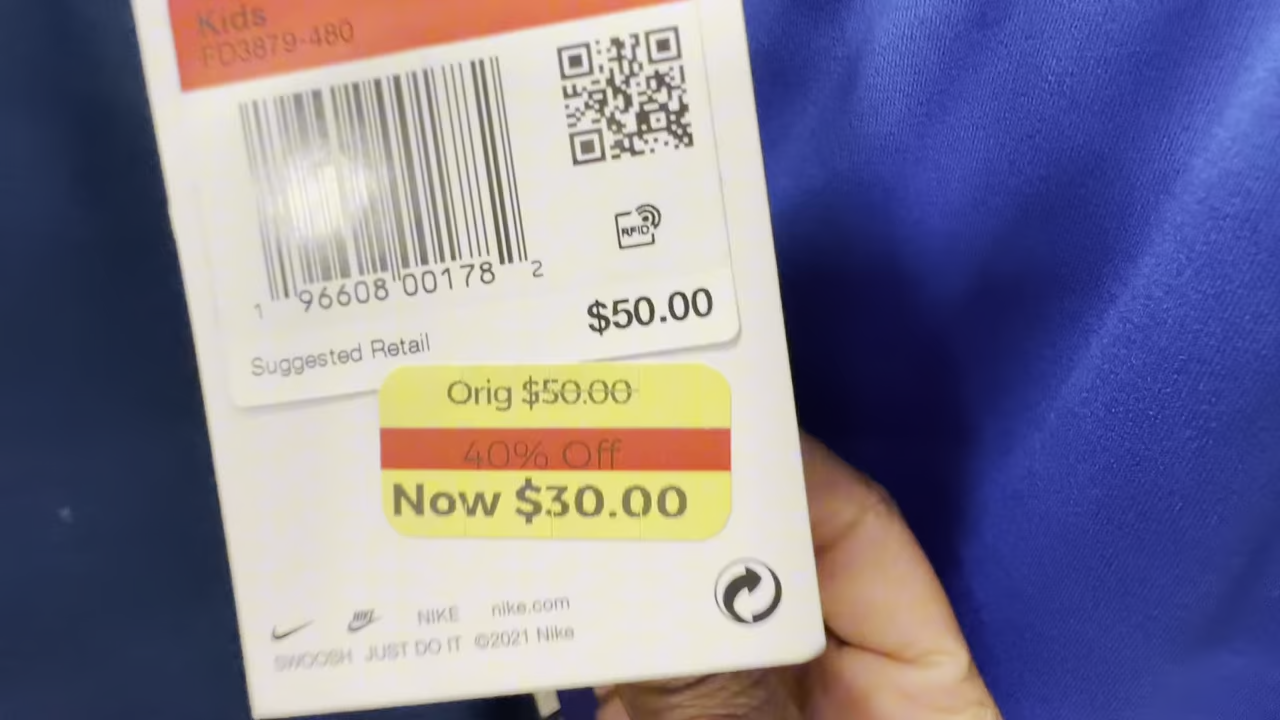 Kids
FD3879-480
1 96608 00178 2
RFID
$50.00
Suggested Retail
Orig $50.00
40% Off
Now $30.00
NIKE nike.com
SWOOSH JUST DO IT ©2021 Nike